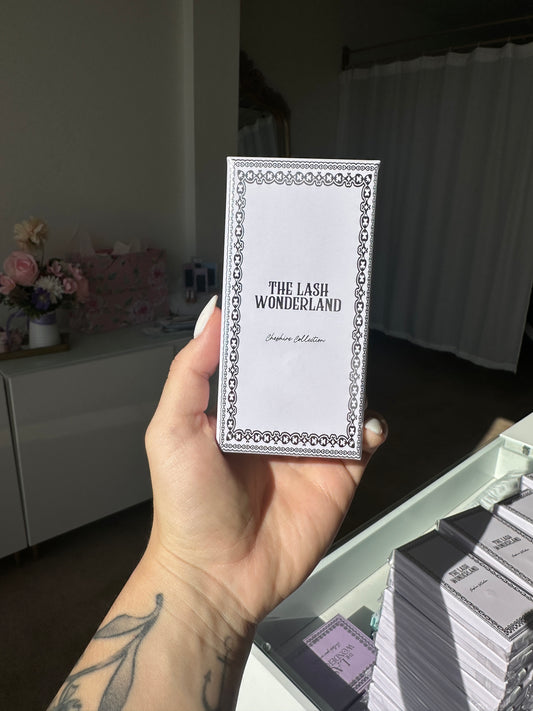 THE LASH
WONDERLAND
Cheshire Collection
THE LASH
WONDERLAND